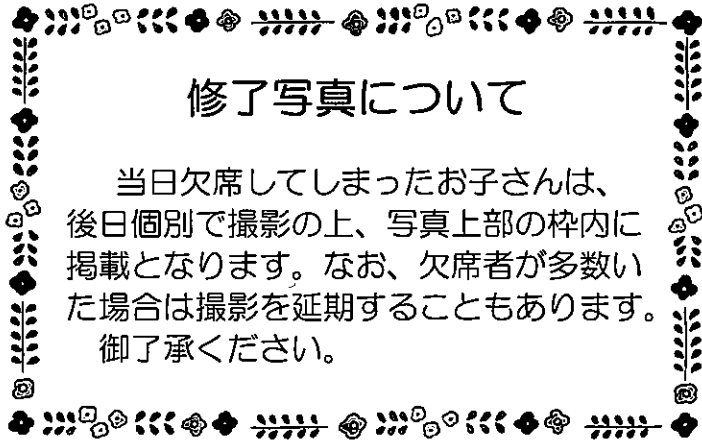 修了写真について
当日欠席してしまったお子さんは、
後日個別で撮影の上、写真上部の枠内に
掲載となります。なお、欠席者が多数い
た場合は撮影を延期することもあります。
御了承ください。